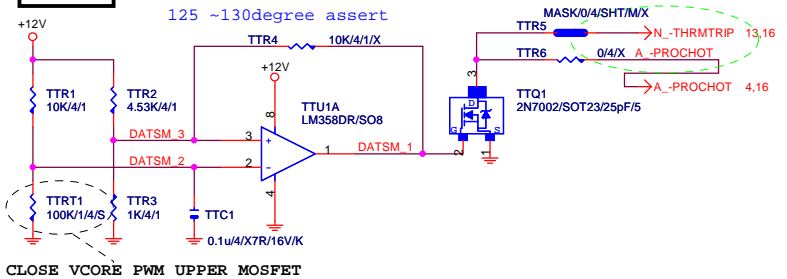 125 ~130degree assert
MASK/0/4/SHT/M/X
+12V
TTR5
N_-THRMTRIP 13,16
TTR4
10K/4/1/X
TTR6
0/4/X
A_-PROCHOT
+12V
3
A_-PROCHOT 4,16
TTR1
10K/4/1
TTR2
4.53K/4/1
TTU1A
LM358DR/SO8
TTQ1
2N7002/SOT23/25pF/5
D
G
S
8
DATSM_3
3
+
DATSM_2
2
-
1
DATSM_1
2
1
4
TTRT1
100K/1/4/S
TTR3
1K/4/1
TTC1
0.1u/4/X7R/16V/K
CLOSE VCORE PWM UPPER MOSFET